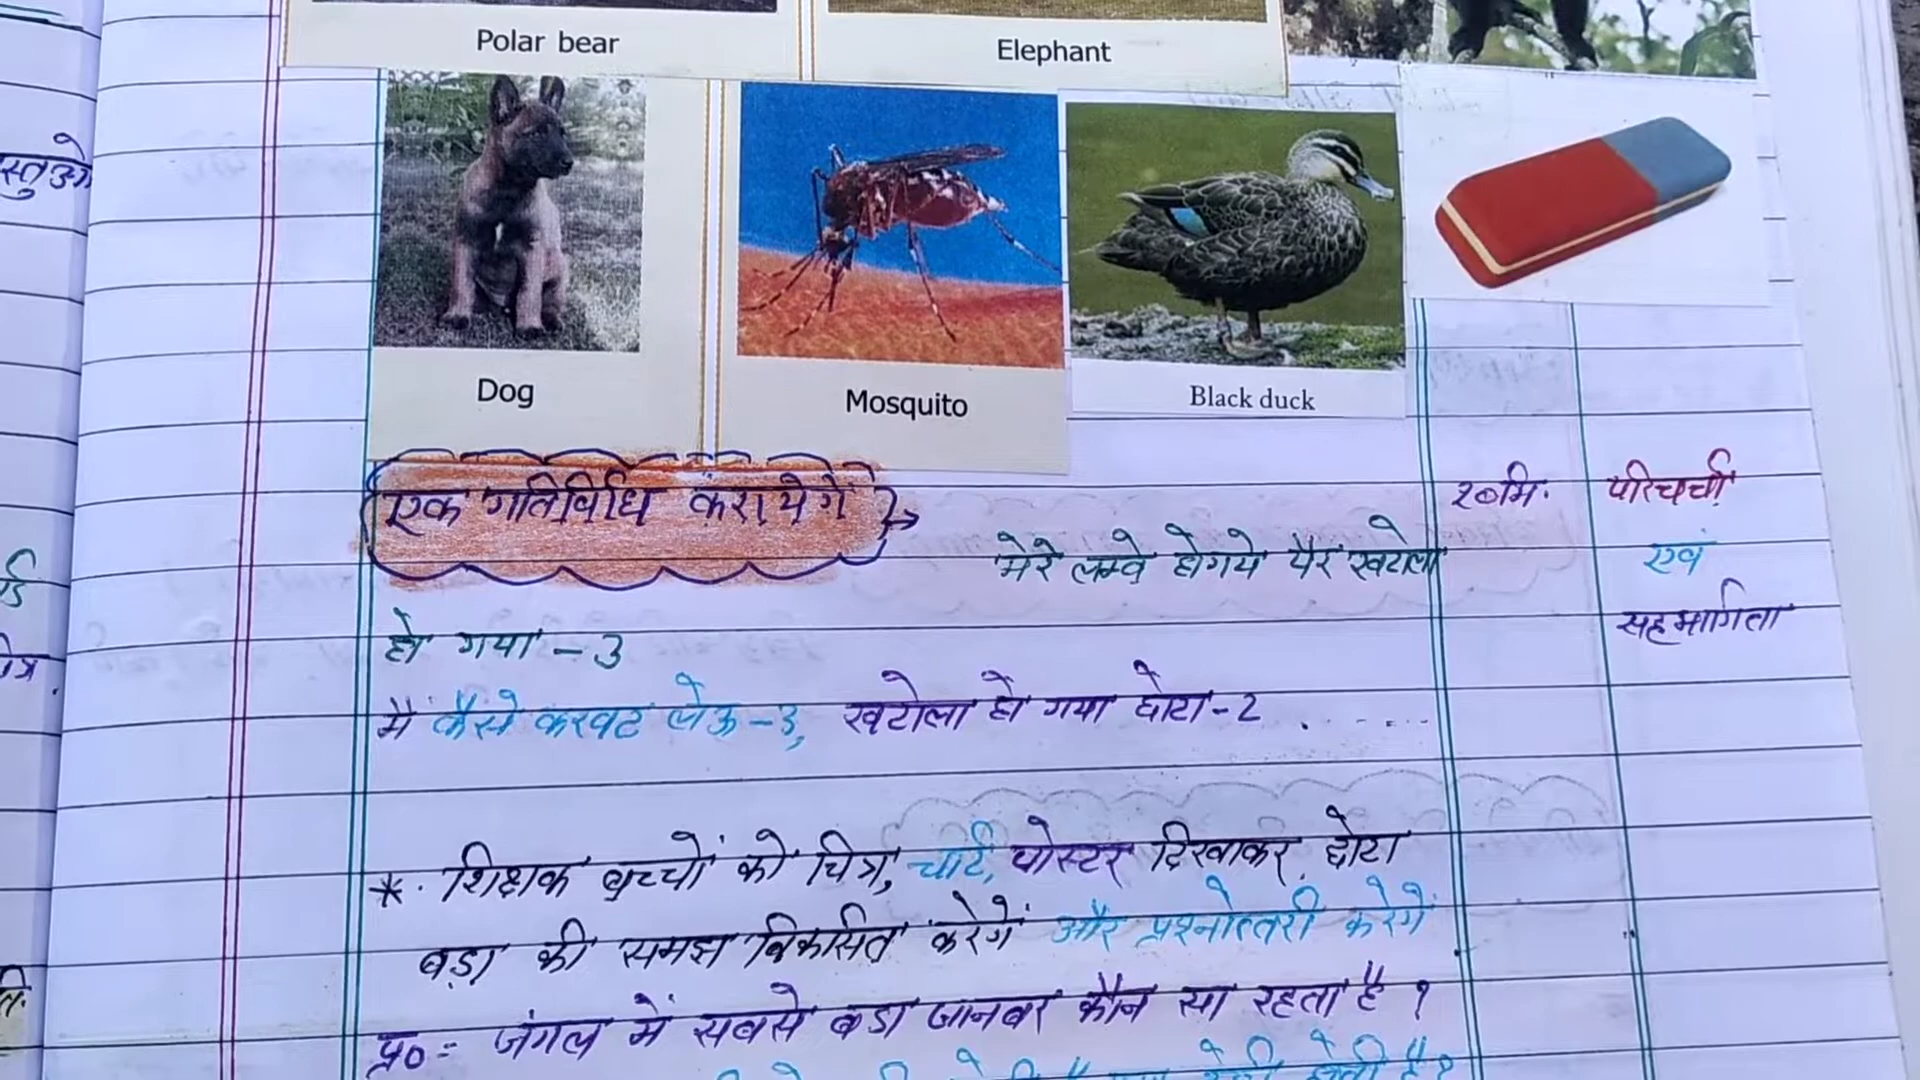 Polar bear
Elephant
Dog
Mosquito
Black duck
एक गतिविधि करायेगें
२०मि. परिचर्चा
मेरे लम्बे होगये पैर खटोला
एवं
हो गया -3
सहभागिता
मैं कैसे करवट लेऊ -3, खटोला हो गया छोटा -2 . . . . . .
* . शिक्षक बच्चों को चित्र, चार्ट, पोस्टर दिखाकर, छोटा
बड़ा की समझ विकसित करेगें और प्रश्नोत्तरी करेगें
प्र० = जंगल में सबसे बडा जानबर कौन सा रहता है ?